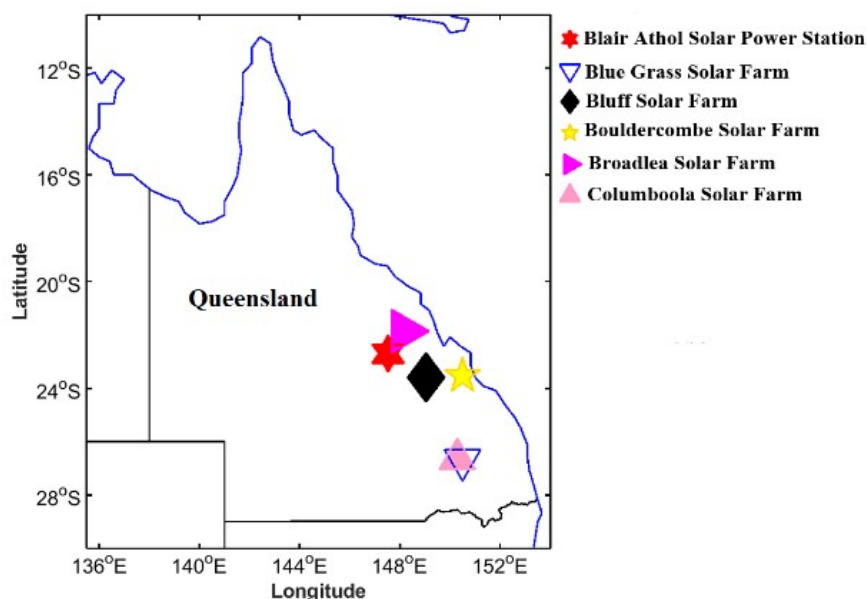 Blair Athol Solar Power Station
Blue Grass Solar Farm
Bluff Solar Farm
Bouldercombe Solar Farm
Broadlea Solar Farm
Columboola Solar Farm
12°S
16°S
20°S
24°S
28°S
Latitude
Queensland
136°E 140°E 144°E 148°E 152°E
Longitude